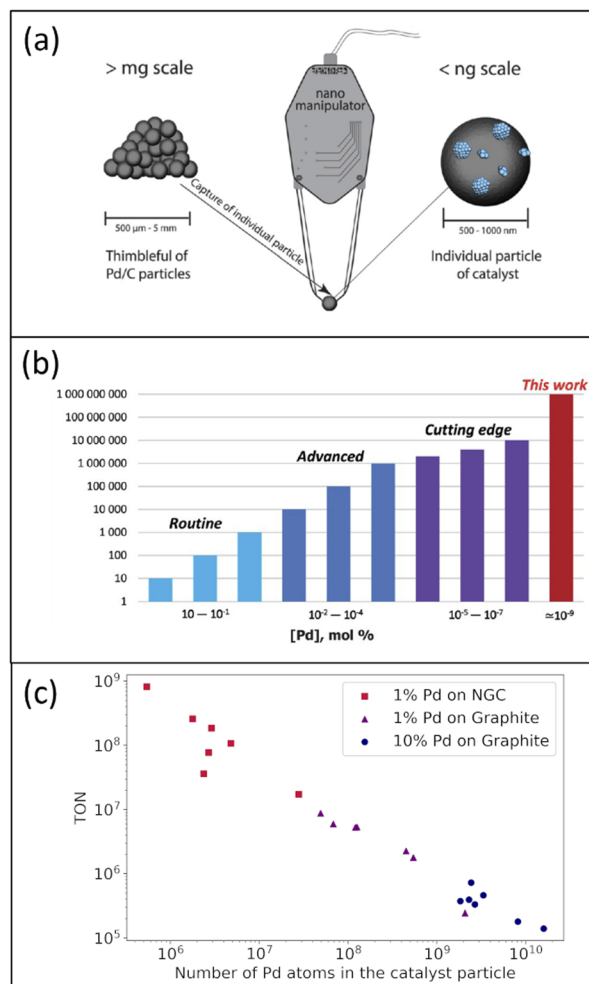 (a)
> mg scale
< ng scale
nano
manipulator
Capture of individual particle
500 µm - 5 mm
500 - 1000 nm
Thimbleful of
Pd/C particles
Individual particle
of catalyst
(b)
This work
1 000 000 000
Cutting edge
10 000 000
Advanced
1 000 000
100 000
10 000
Routine
1 000
100
10
1
10 — 10⁻¹
10⁻² — 10⁻⁴
10⁻⁵ — 10⁻⁷
≃10⁻⁹
[Pd], mol %
(c)
10⁹
1% Pd on NGC
1% Pd on Graphite
10% Pd on Graphite
10⁸
TON
10⁷
10⁶
10⁵
10⁶ 10⁷ 10⁸ 10⁹ 10¹⁰
Number of Pd atoms in the catalyst particle